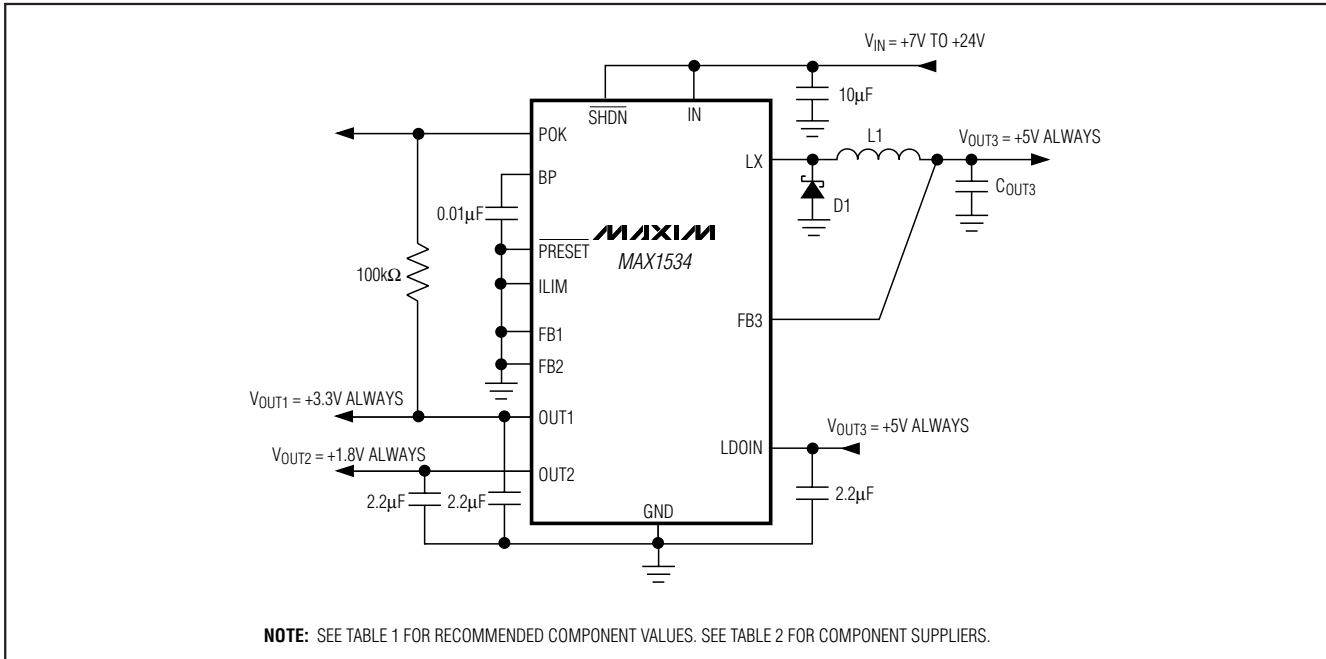 V_IN = +7V TO +24V
SHDN
IN
10μF
POK
LX
L1
V_OUT3 = +5V ALWAYS
BP
C_OUT3
D1
0.01μF
MAXIM
PRESET
MAX1534
100kΩ
ILIM
FB3
FB1
FB2
V_OUT1 = +3.3V ALWAYS
OUT1
V_OUT3 = +5V ALWAYS
LDOIN
V_OUT2 = +1.8V ALWAYS
OUT2
2.2μF
2.2μF
2.2μF
GND
NOTE: SEE TABLE 1 FOR RECOMMENDED COMPONENT VALUES. SEE TABLE 2 FOR COMPONENT SUPPLIERS.